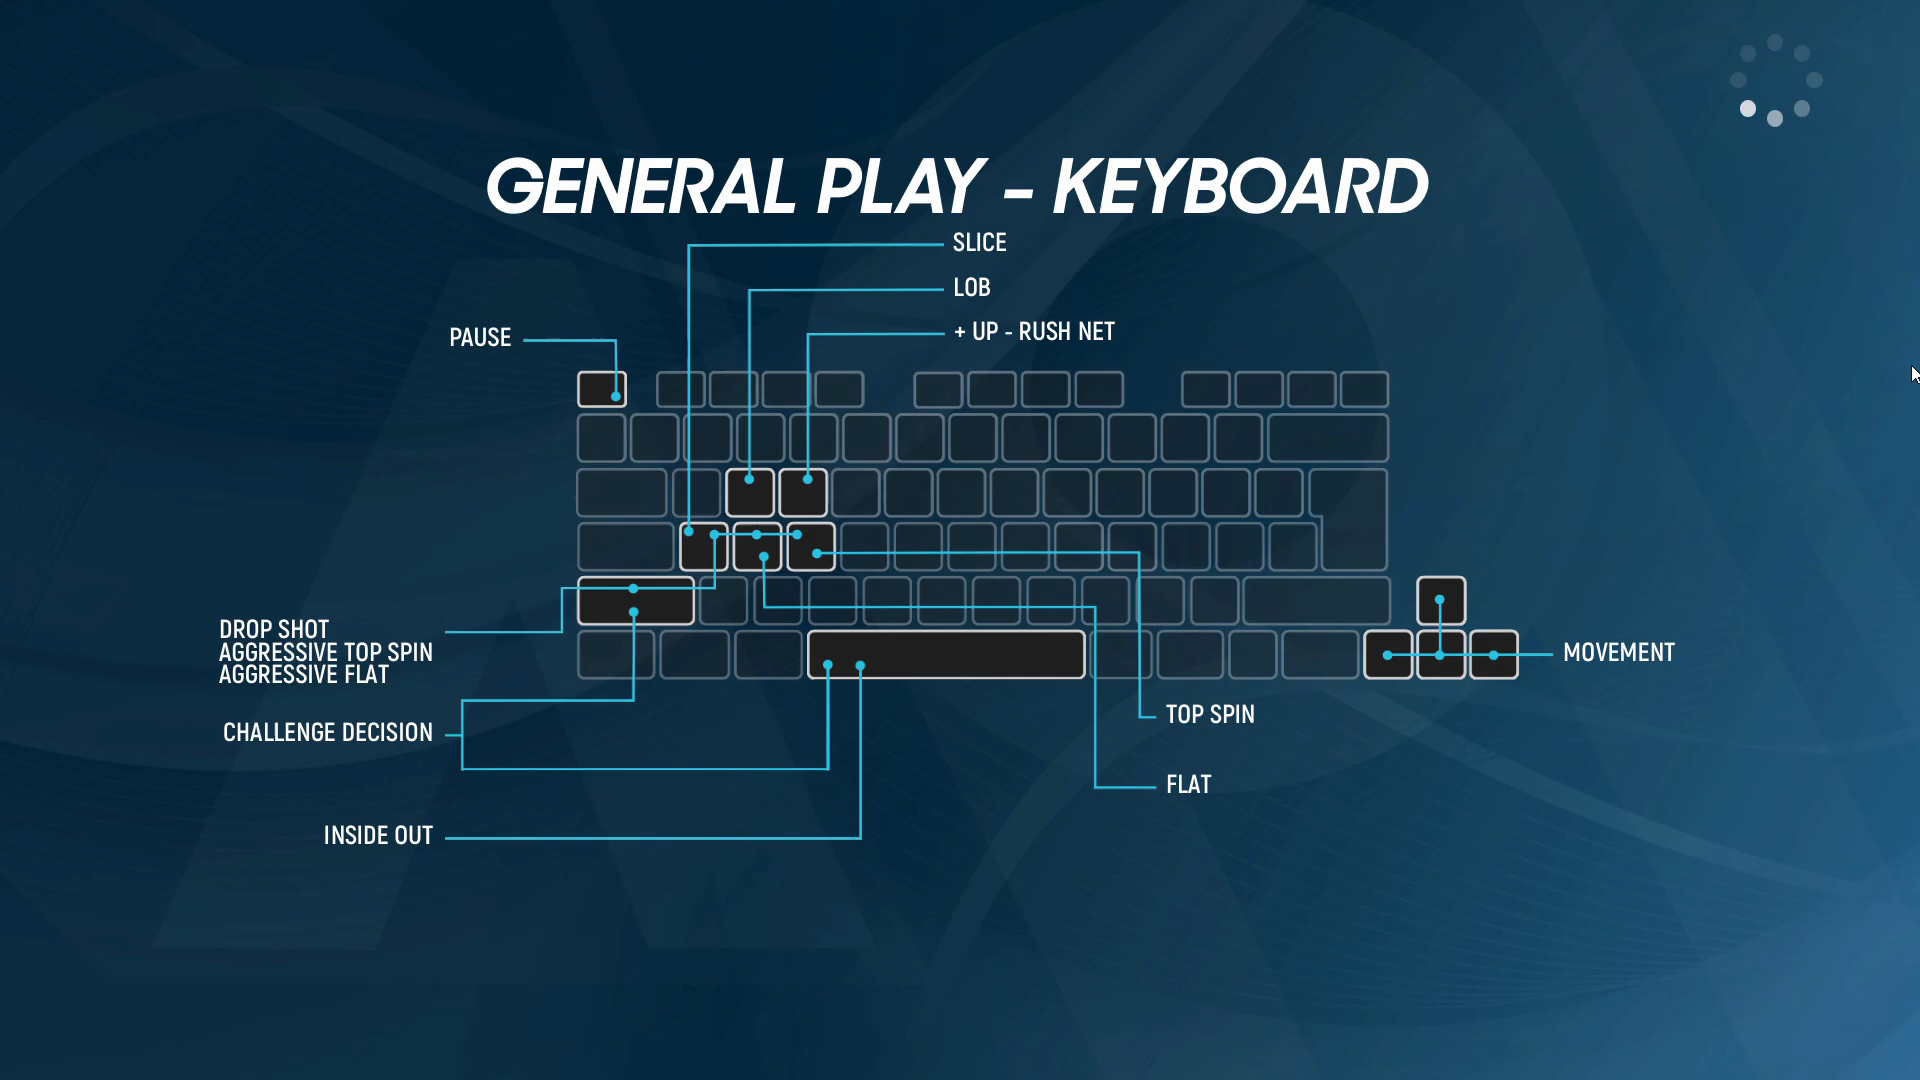 GENERAL PLAY - KEYBOARD
SLICE
LOB
+ UP - RUSH NET
PAUSE
DROP SHOT
AGGRESSIVE TOP SPIN
AGGRESSIVE FLAT
MOVEMENT
TOP SPIN
CHALLENGE DECISION
FLAT
INSIDE OUT